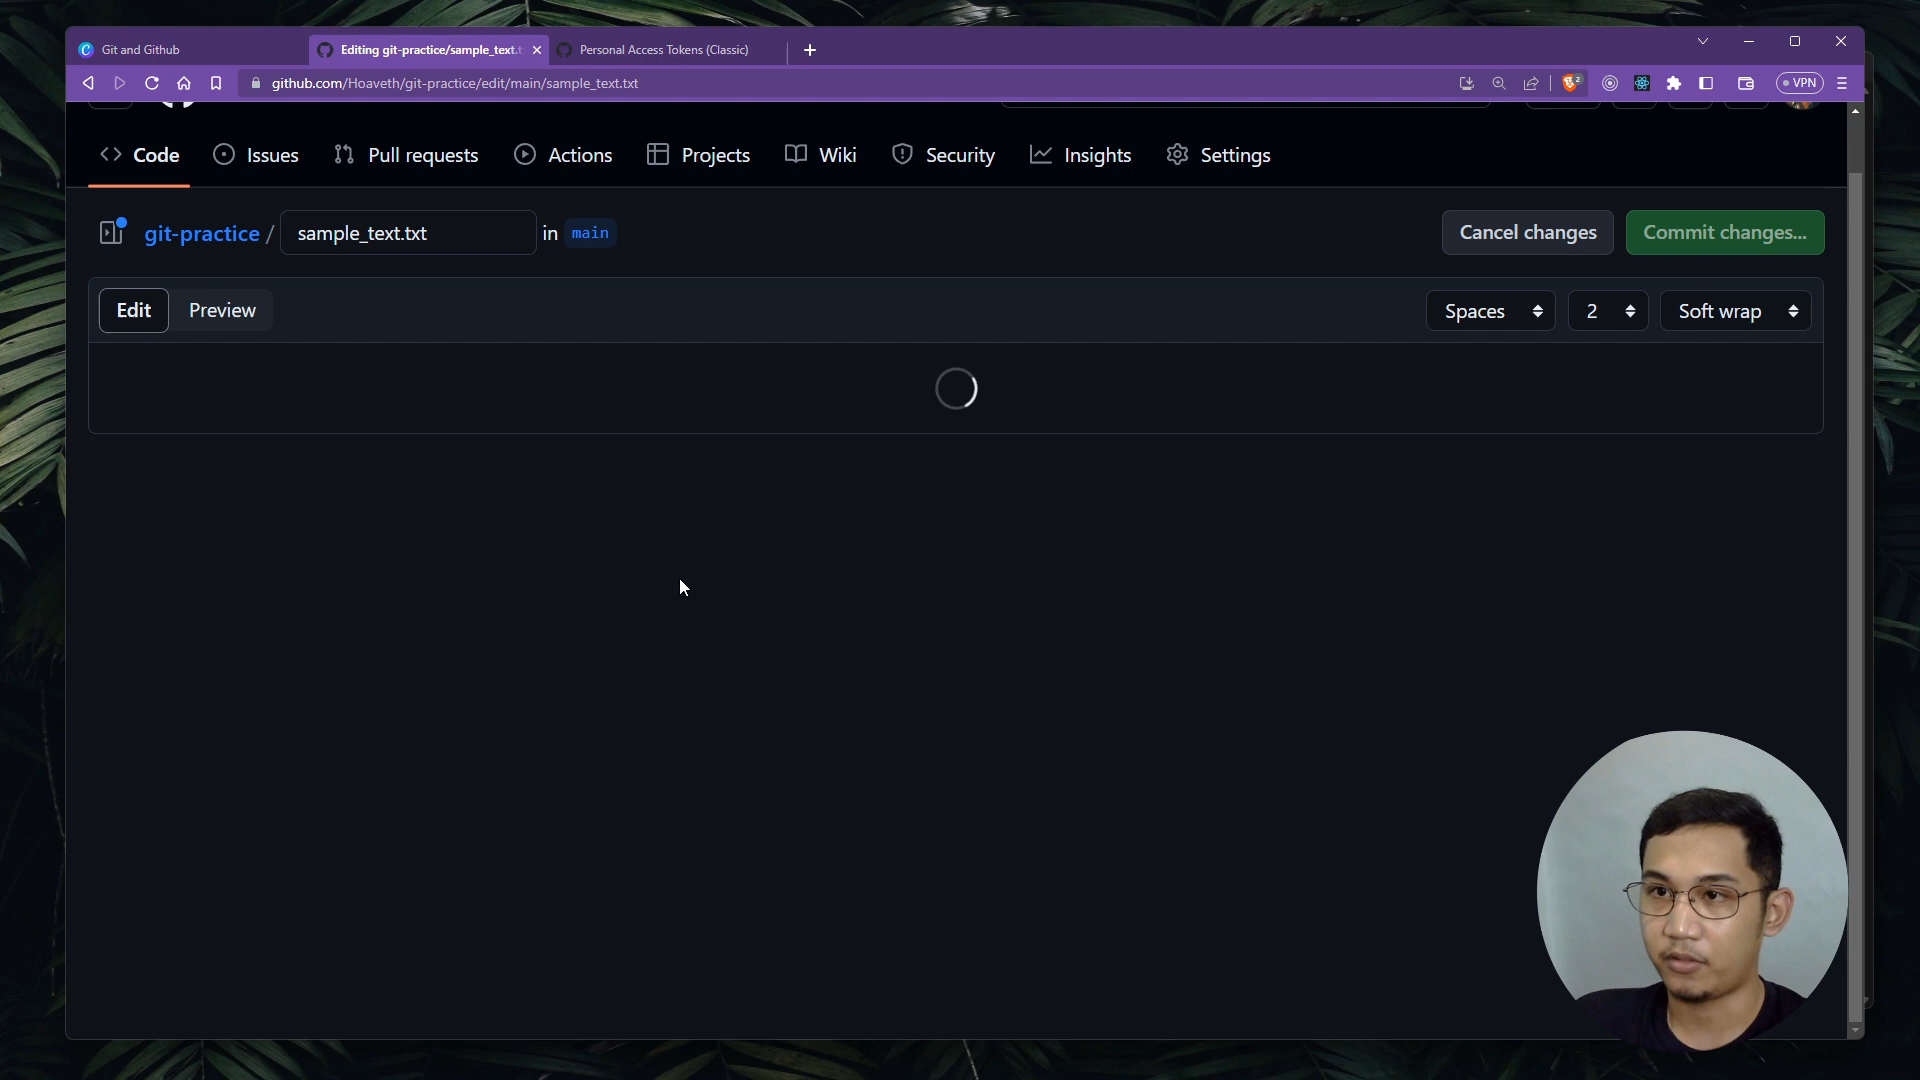 Git and Github
Editing git-practice/sample_text.t
Personal Access Tokens (Classic)
github.com/Hoaveth/git-practice/edit/main/sample_text.txt
2
VPN
Code
Issues
Pull requests
Actions
Projects
Wiki
Security
Insights
Settings
git-practice / sample_text.txt in main
Cancel changes
Commit changes...
Edit
Preview
Spaces
2
Soft wrap